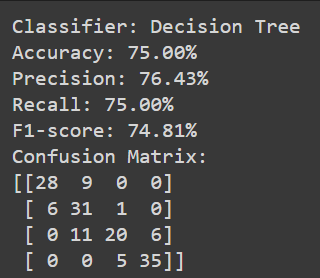 Classifier: Decision Tree
Accuracy: 75.00%
Precision: 76.43%
Recall: 75.00%
F1-score: 74.81%
Confusion Matrix:
[[28  9  0  0]
 [ 6 31  1  0]
 [ 0 11 20  6]
 [ 0  0  5 35]]